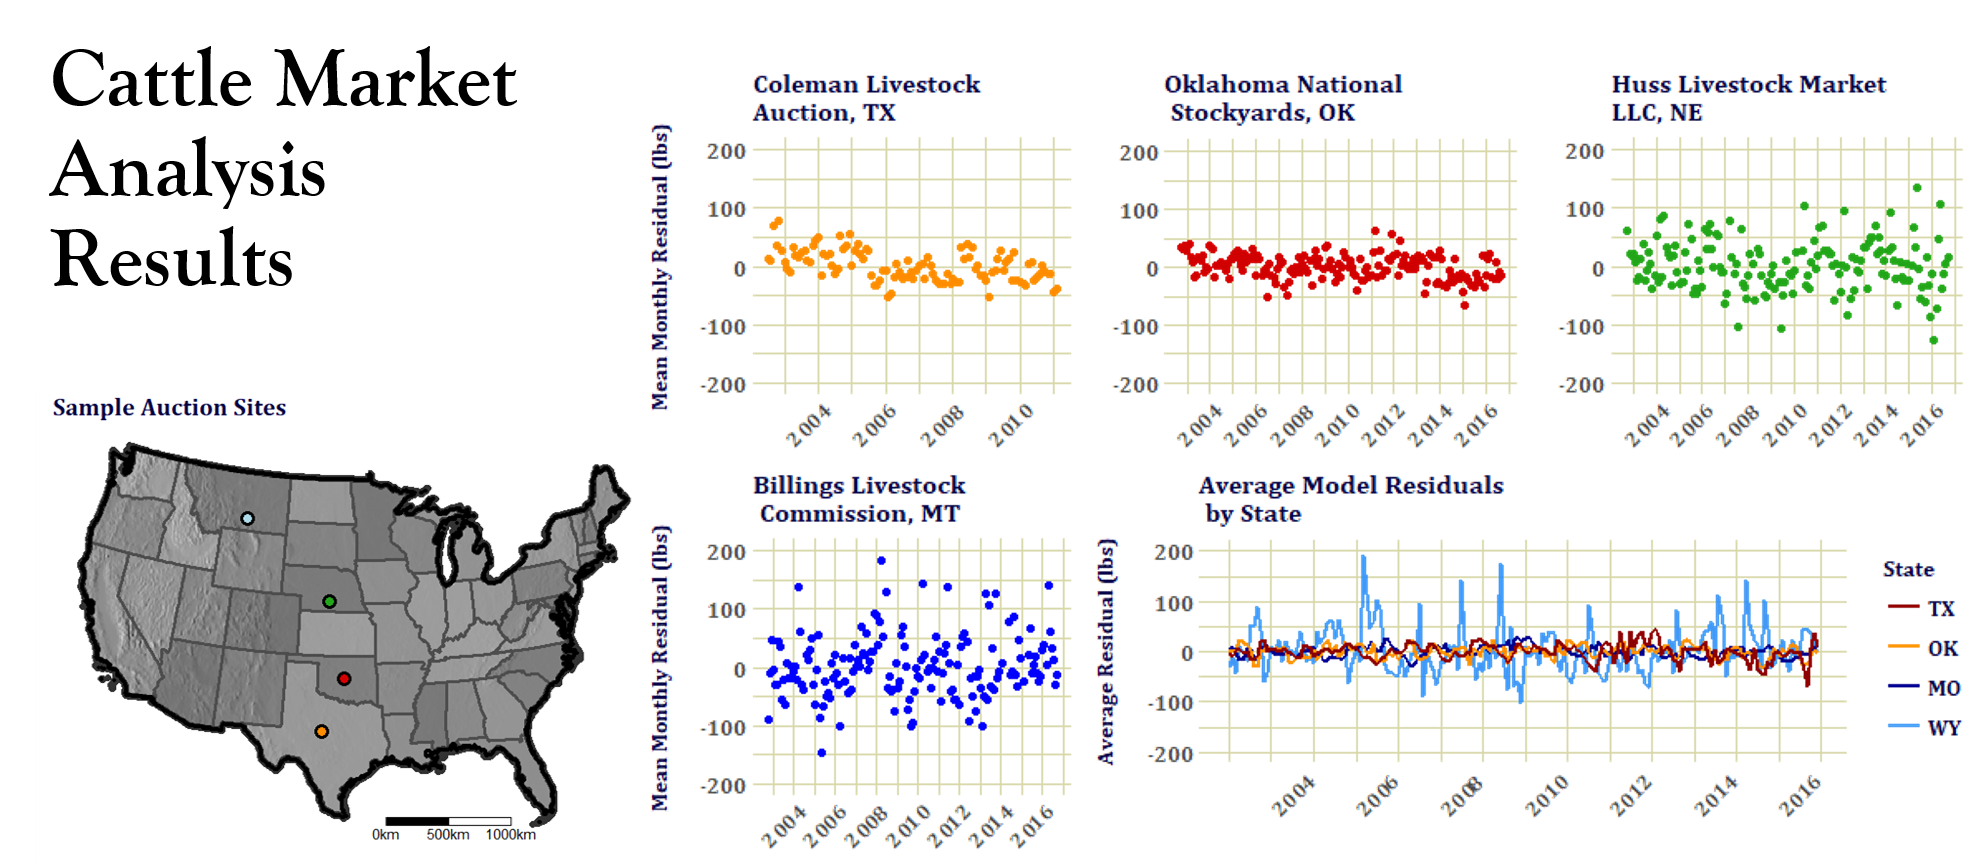 Cattle Market
Analysis
Results
Sample Auction Sites
0km 500km 1000km
Coleman Livestock
Auction, TX
Mean Monthly Residual (lbs)
200
100
0
-100
-200
2004 2006 2008 2010
Oklahoma National
Stockyards, OK
200
100
0
-100
-200
2004 2006 2008 2010 2012 2014 2016
Huss Livestock Market
LLC, NE
200
100
0
-100
-200
2004 2006 2008 2010 2012 2014 2016
Billings Livestock
Commission, MT
Mean Monthly Residual (lbs)
200
100
0
-100
-200
2004 2006 2008 2010 2012 2014 2016
Average Model Residuals
by State
Average Residual (lbs)
200
100
0
-100
-200
2004 2006 2008 2010 2012 2014 2016
State
TX
OK
MO
WY